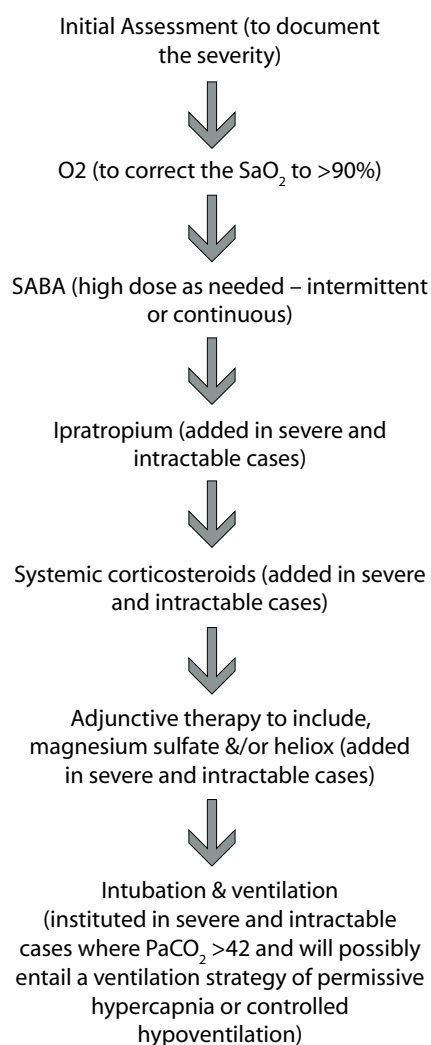 Initial Assessment (to document
the severity)
O2 (to correct the SaO₂ to >90%)
SABA (high dose as needed – intermittent
or continuous)
Ipratropium (added in severe and
intractable cases)
Systemic corticosteroids (added in severe
and intractable cases)
Adjunctive therapy to include,
magnesium sulfate &/or heliox (added
in severe and intractable cases)
Intubation & ventilation
(instituted in severe and intractable
cases where PaCO₂ >42 and will possibly
entail a ventilation strategy of permissive
hypercapnia or controlled
hypoventilation)